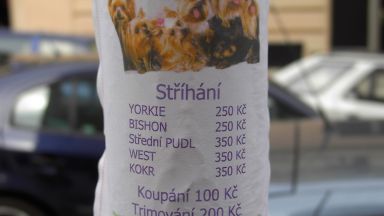 Stříhání
YORKIE 250 Kč
BISHON 250 Kč
Střední PUDL 350 Kč
WEST 350 Kč
KOKR 350 Kč
Koupání 100 Kč
Trimování 200 Kč